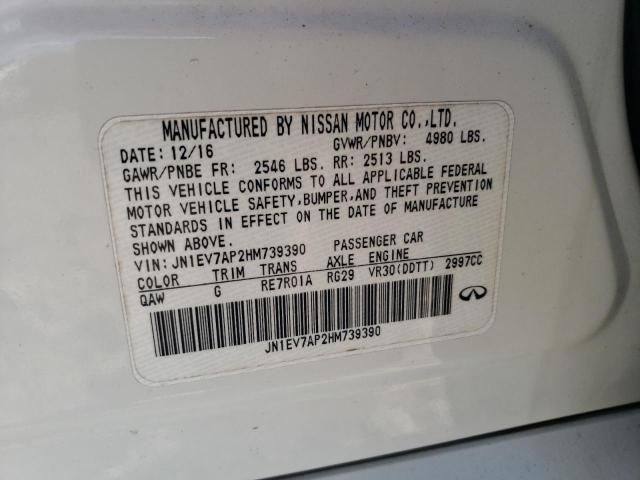 MANUFACTURED BY NISSAN MOTOR CO.,LTD.
DATE: 12/16 GVWR/PNBV: 4980 LBS.
GAWR/PNBE FR: 2546 LBS. RR: 2513 LBS.
THIS VEHICLE CONFORMS TO ALL APPLICABLE FEDERAL
MOTOR VEHICLE SAFETY,BUMPER,AND THEFT PREVENTION
STANDARDS IN EFFECT ON THE DATE OF MANUFACTURE
SHOWN ABOVE.
VIN: JN1EV7AP2HM739390 PASSENGER CAR
COLOR TRIM TRANS AXLE ENGINE
QAW G RE7R01A RG29 VR30(DDTT) 2997CC
JN1EV7AP2HM739390